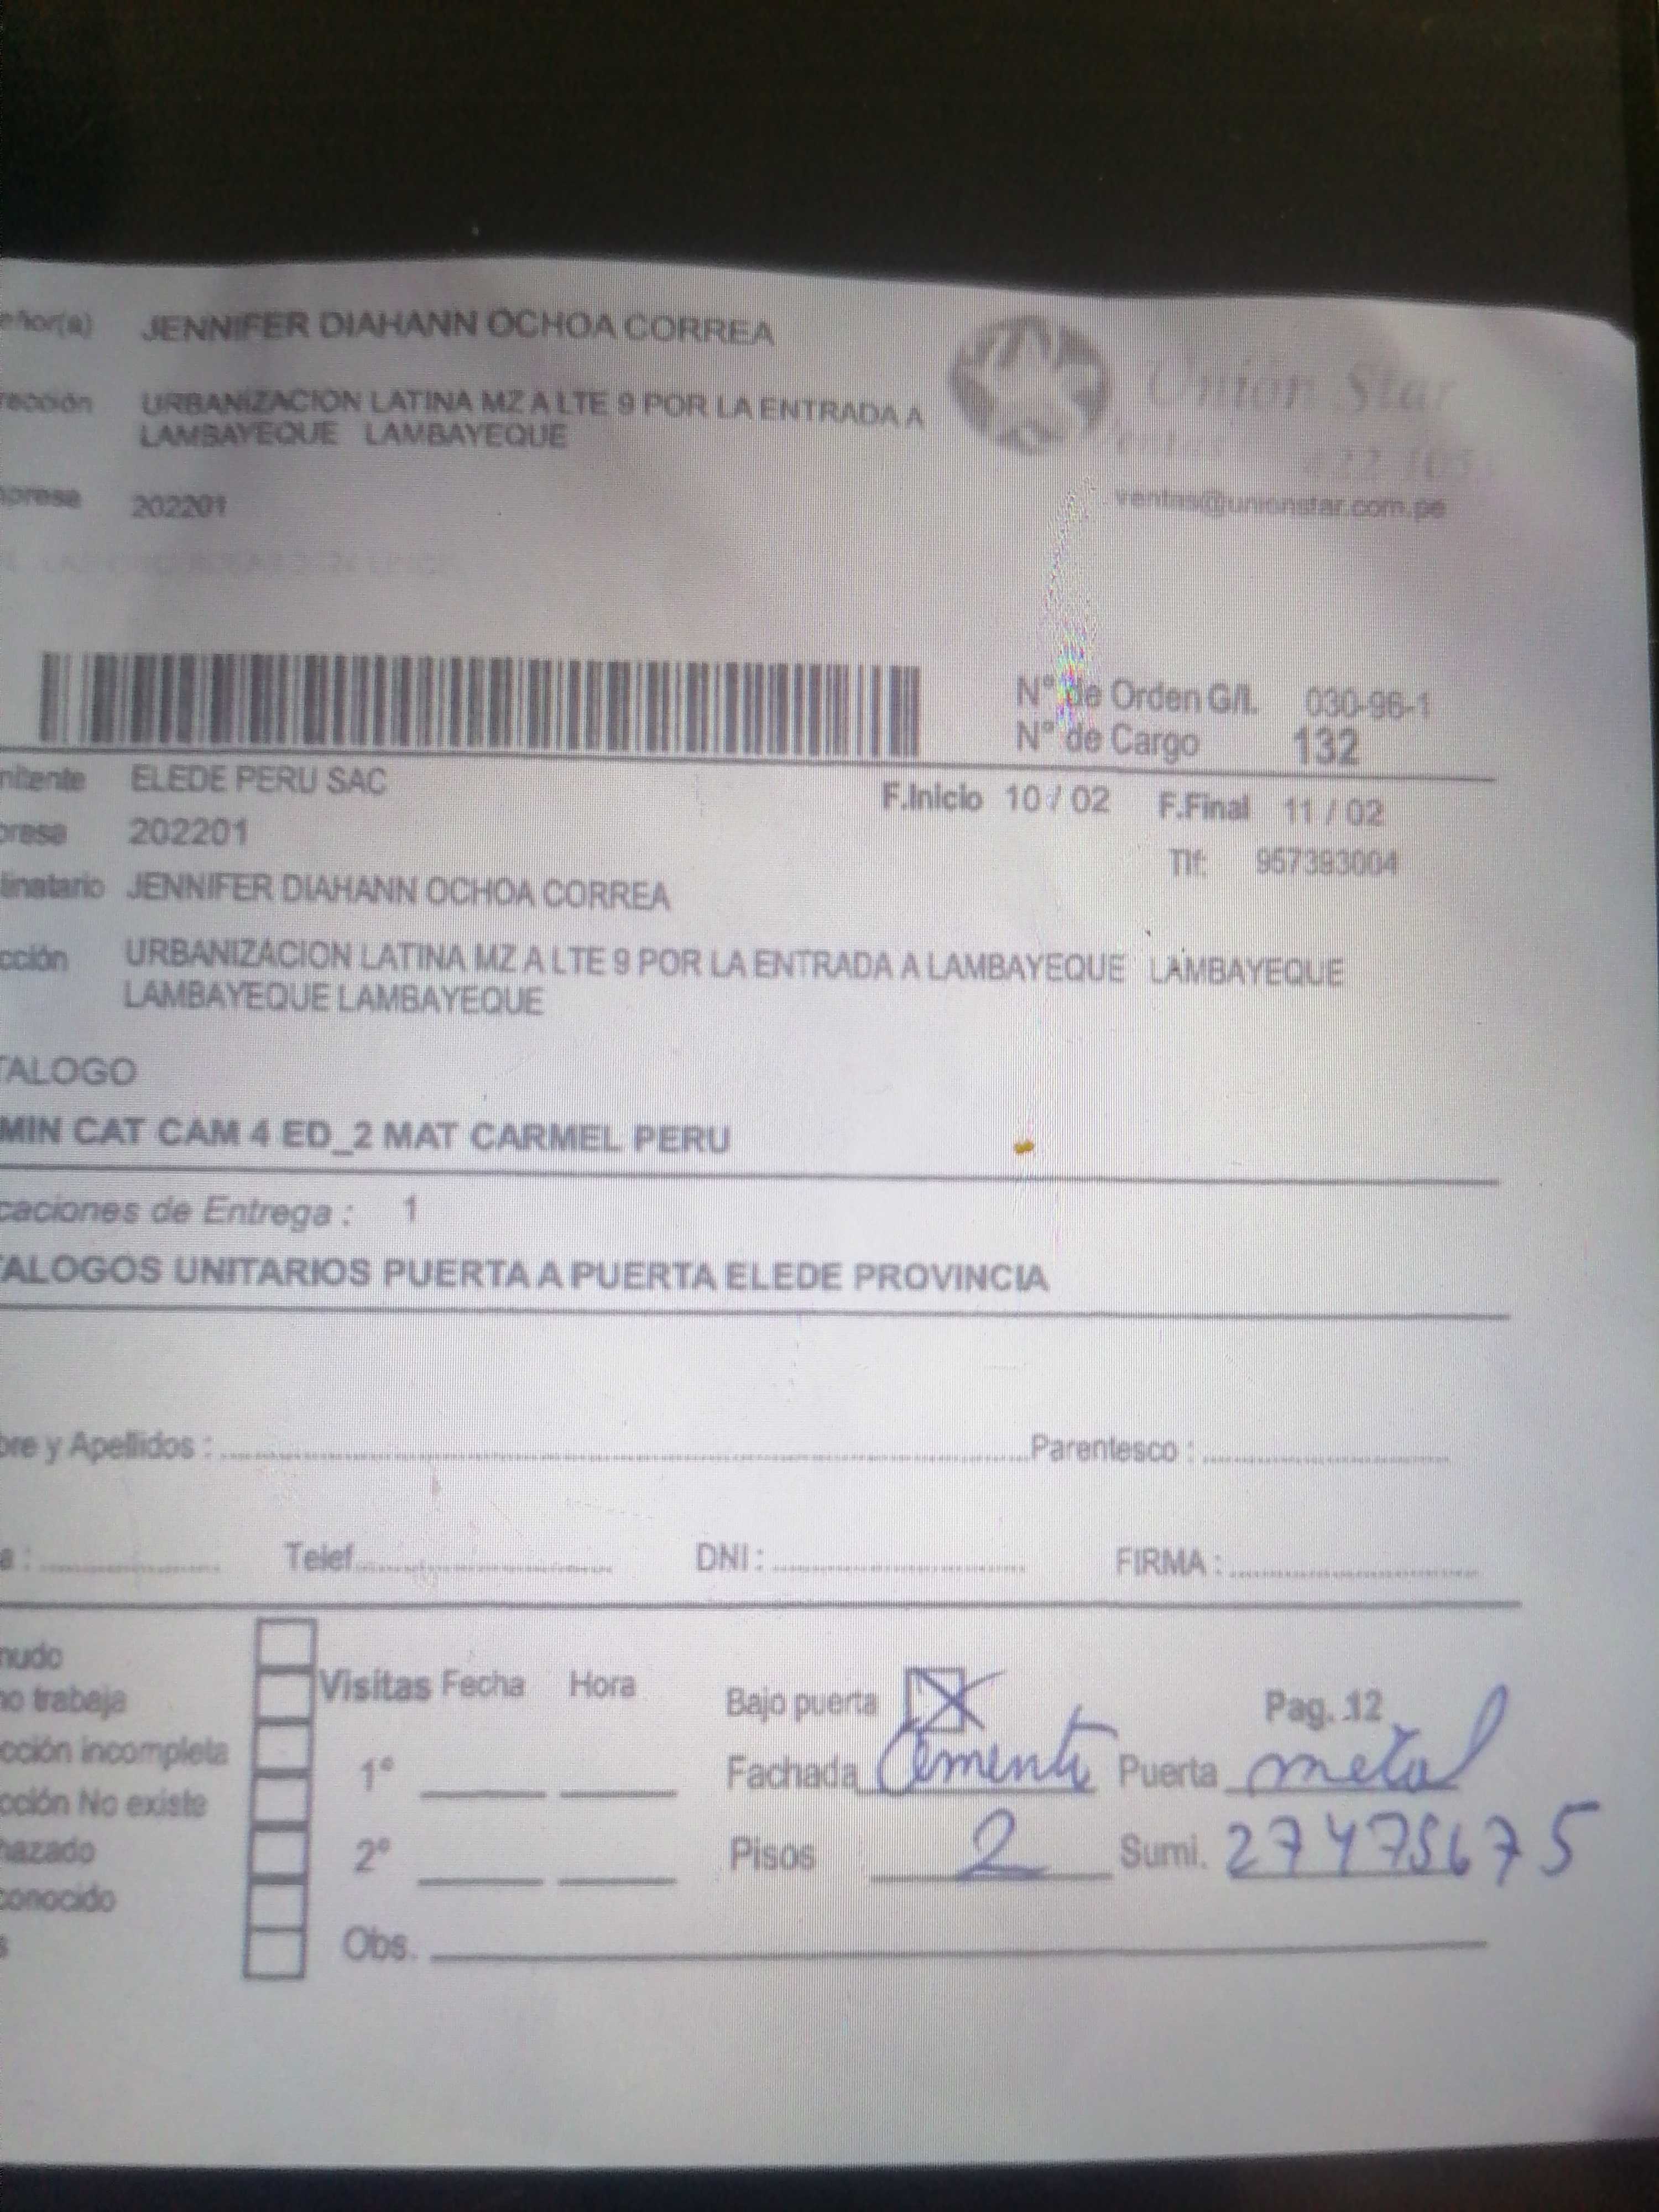 eñor(a) JENNIFER DIAHANN OCHOA CORREA
rección URBANIZACION LATINA MZ A LTE 9 POR LA ENTRADA A
LAMBAYEQUE LAMBAYEQUE
Unión Star
ventas@unionstar.com.pe
presa 202201
N° de Orden G/L 030-96-1
N° de Cargo 132
mitente ELEDE PERU SAC
F.Inicio 10 / 02 F.Final 11 / 02
presa 202201
Tlf: 957393004
tinatario JENNIFER DIAHANN OCHOA CORREA
cción URBANIZACION LATINA MZ A LTE 9 POR LA ENTRADA A LAMBAYEQUE LAMBAYEQUE
LAMBAYEQUE LAMBAYEQUE
TALOGO
MIN CAT CAM 4 ED_2 MAT CARMEL PERU
caciones de Entrega : 1
TALOGOS UNITARIOS PUERTA A PUERTA ELEDE PROVINCIA
bre y Apellidos : Parentesco :
a : Telef. DNI : FIRMA :
mudo
no trabaja
cción incompleta
cción No existe
hazado
conocido
s
Visitas Fecha Hora
1°
2°
Obs.
Bajo puerta X Pag. 12
Fachada Cemento Puerta metal
Pisos 2 Sumi. 27475675